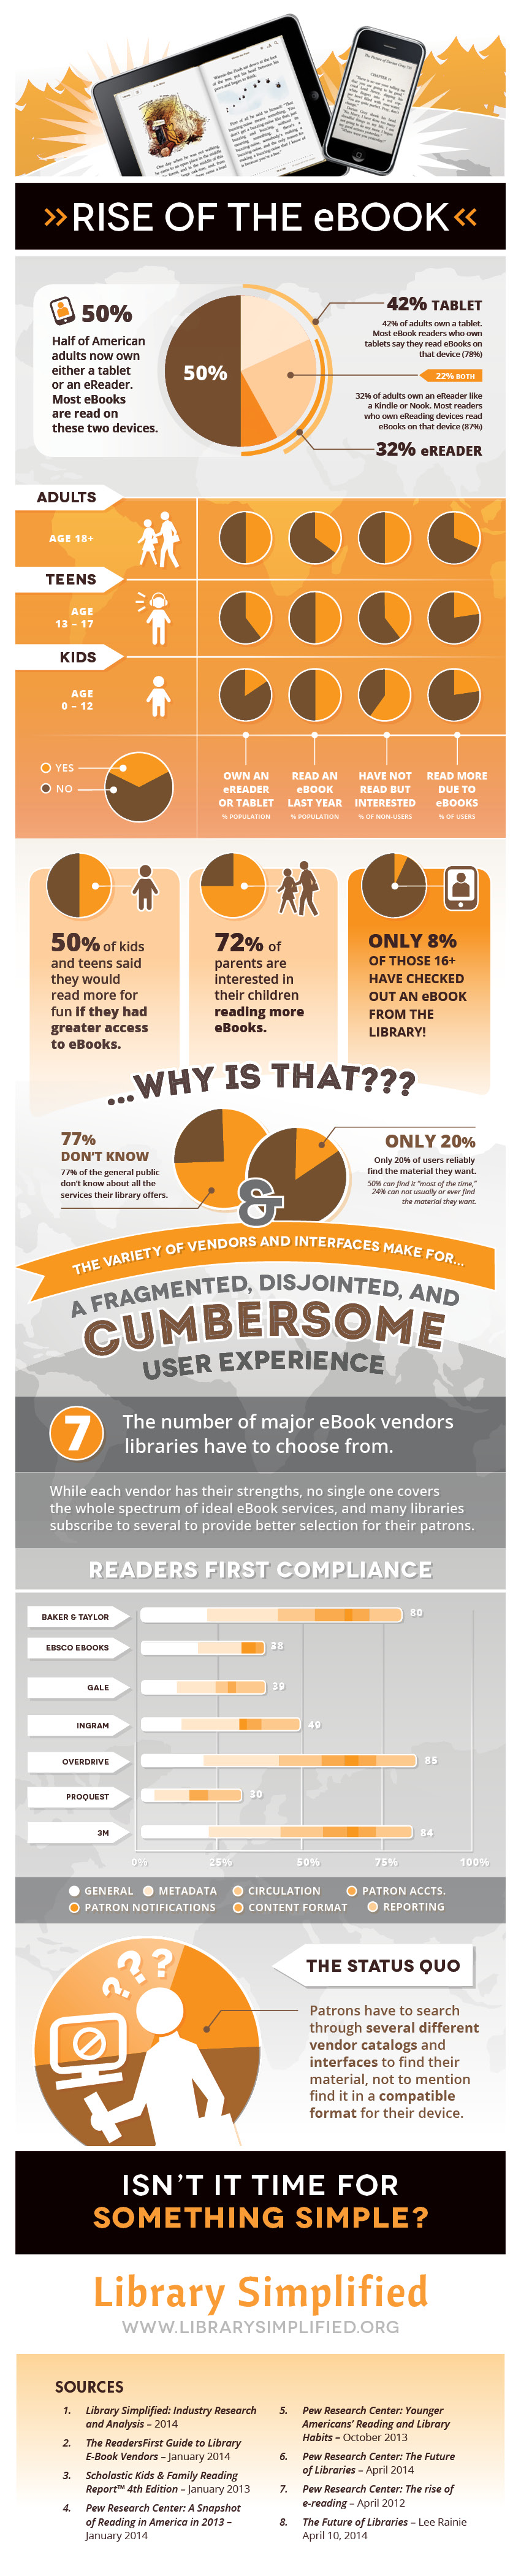 »RISE OF THE eBOOK«
50%
Half of American
adults now own
either a tablet
or an eReader.
Most eBooks
are read on
these two devices.
50%
42% TABLET
42% of adults own a tablet.
Most eBook readers who own
tablets say they read eBooks on
that device (78%)
22% BOTH
32% of adults own an eReader like
a Kindle or Nook. Most readers
who own eReading devices read
eBooks on that device (87%)
32% eREADER
ADULTS
AGE 18+
TEENS
AGE
13 – 17
KIDS
AGE
0 – 12
YES
NO
OWN AN
eREADER
OR TABLET
% POPULATION
READ AN
eBOOK
LAST YEAR
% POPULATION
HAVE NOT
READ BUT
INTERESTED
% OF NON-USERS
READ MORE
DUE TO
eBOOKS
% OF USERS
50% of kids
and teens said
they would
read more for
fun if they had
greater access
to eBooks.
72% of
parents are
interested in
their children
reading more
eBooks.
ONLY 8%
OF THOSE 16+
HAVE CHECKED
OUT AN eBOOK
FROM THE
LIBRARY!
...WHY IS THAT???
77%
DON'T KNOW
77% of the general public
don't know about all the
services their library offers.
&
ONLY 20%
Only 20% of users reliably
find the material they want.
50% can find it "most of the time,"
24% can not usually or ever find
the material they want.
THE VARIETY OF VENDORS AND INTERFACES MAKE FOR...
A FRAGMENTED, DISJOINTED, AND
CUMBERSOME
USER EXPERIENCE
7
The number of major eBook vendors
libraries have to choose from.
While each vendor has their strengths, no single one covers
the whole spectrum of ideal eBook services, and many libraries
subscribe to several to provide better selection for their patrons.
READERS FIRST COMPLIANCE
BAKER & TAYLOR 80
EBSCO EBOOKS 38
GALE 39
INGRAM 49
OVERDRIVE 85
PROQUEST 30
3M 84
0% 25% 50% 75% 100%
GENERAL METADATA CIRCULATION PATRON ACCTS.
PATRON NOTIFICATIONS CONTENT FORMAT REPORTING
???
THE STATUS QUO
Patrons have to search
through several different
vendor catalogs and
interfaces to find their
material, not to mention
find it in a compatible
format for their device.
ISN'T IT TIME FOR
SOMETHING SIMPLE?
Library Simplified
WWW.LIBRARYSIMPLIFIED.ORG
SOURCES
1. Library Simplified: Industry Research
and Analysis – 2014
2. The ReadersFirst Guide to Library
E-Book Vendors – January 2014
3. Scholastic Kids & Family Reading
Report™ 4th Edition – January 2013
4. Pew Research Center: A Snapshot
of Reading in America in 2013 –
January 2014
5. Pew Research Center: Younger
Americans' Reading and Library
Habits – October 2013
6. Pew Research Center: The Future
of Libraries – April 2014
7. Pew Research Center: The rise of
e-reading – April 2012
8. The Future of Libraries – Lee Rainie
April 10, 2014